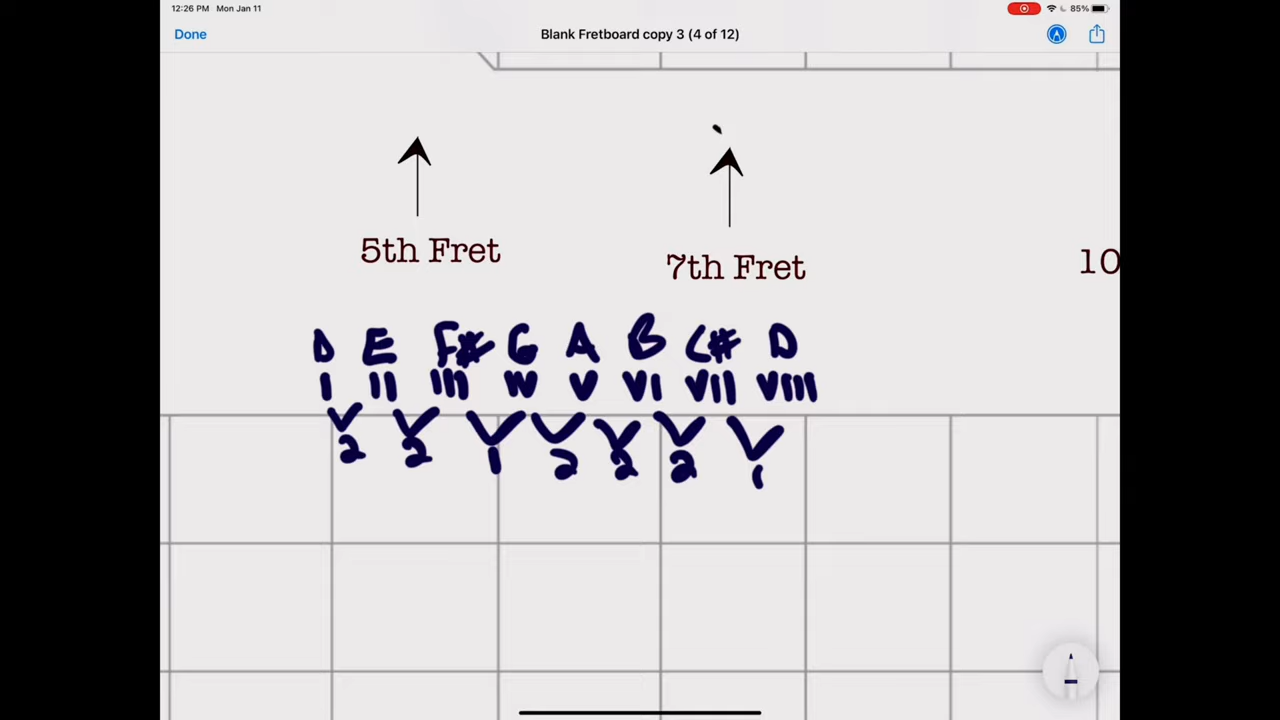 12:26 PM Mon Jan 11 85%
Done Blank Fretboard copy 3 (4 of 12)
5th Fret 7th Fret 10
D E F# G A B C# D
I II III IV V VI VII VIII
2 2 1 2 2 2 1